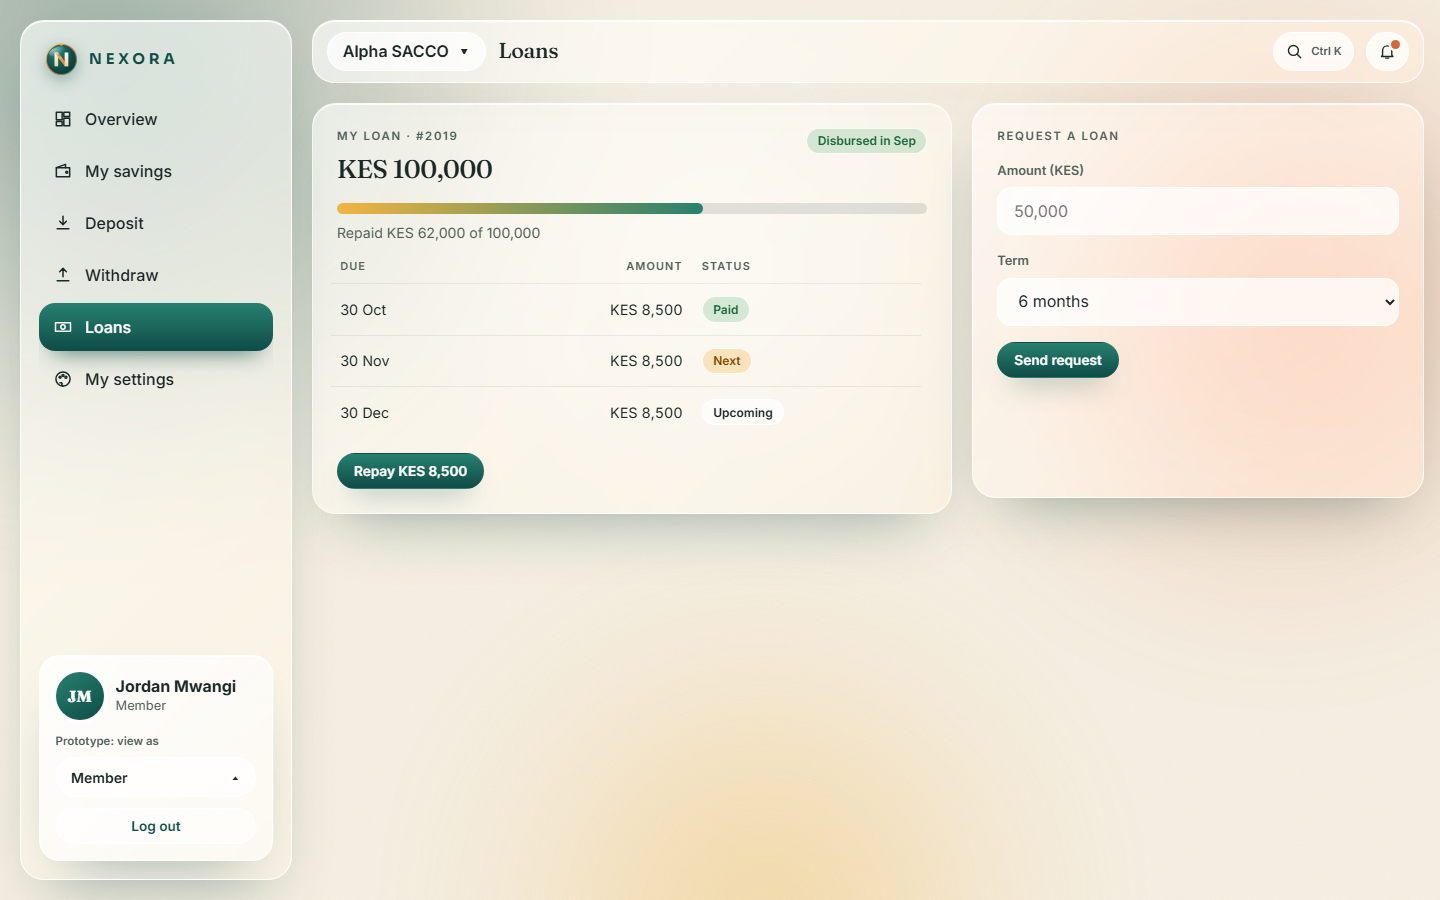 NEXORA
Overview
My savings
Deposit
Withdraw
Loans
My settings
JM
Jordan Mwangi
Member
Prototype: view as
Member
Log out
Alpha SACCO
Loans
Ctrl K
MY LOAN · #2019
Disbursed in Sep
KES 100,000
Repaid KES 62,000 of 100,000
DUE AMOUNT STATUS
30 Oct KES 8,500 Paid
30 Nov KES 8,500 Next
30 Dec KES 8,500 Upcoming
Repay KES 8,500
REQUEST A LOAN
Amount (KES)
50,000
Term
6 months
Send request